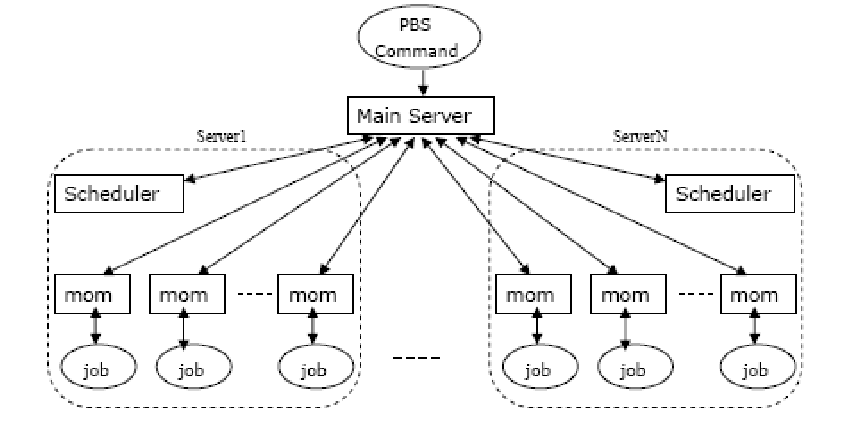 PBS
Command
Main Server
Server1
ServerN
Scheduler
Scheduler
mom
mom
mom
mom
mom
mom
job
job
job
job
job
job